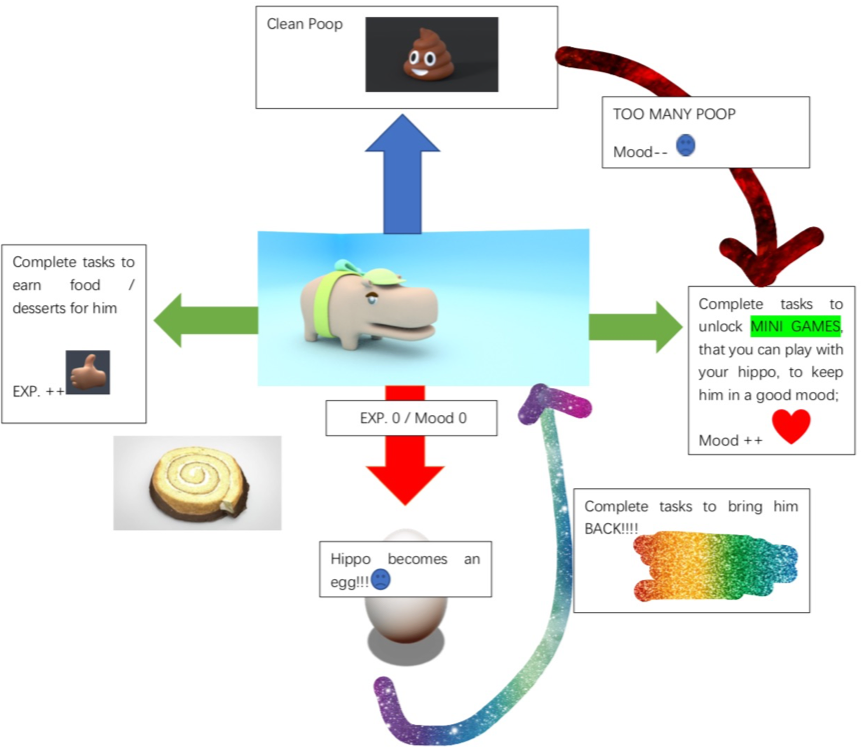 Clean Poop
TOO MANY POOP
Mood--
Complete tasks to
earn food /
desserts for him
EXP. ++
Complete tasks to
unlock MINI GAMES,
that you can play with
your hippo, to keep
him in a good mood;
Mood ++
EXP. 0 / Mood 0
Complete tasks to bring him
BACK!!!!
Hippo becomes an
egg!!!